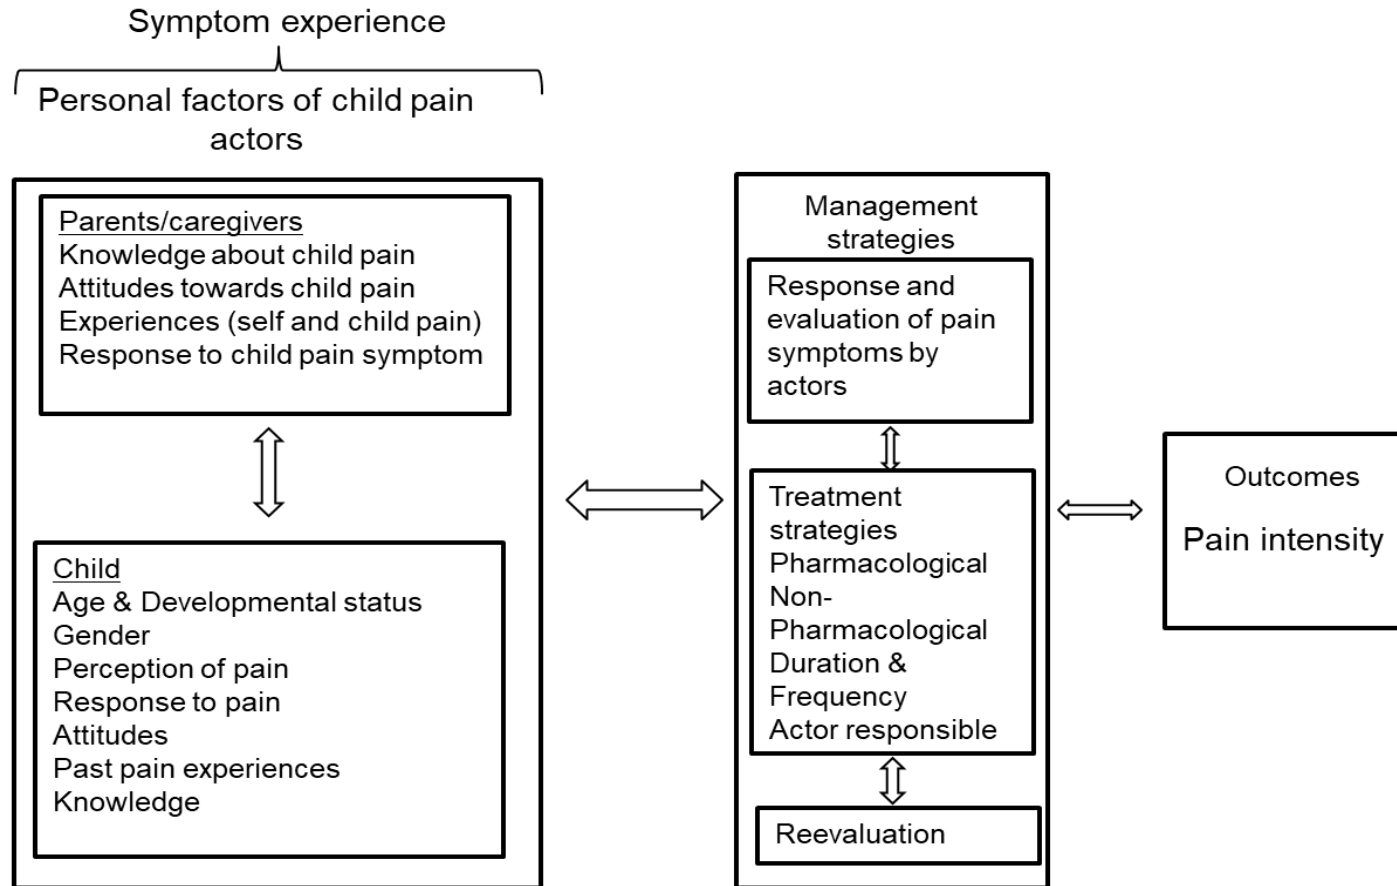 Symptom experience
Personal factors of child pain
actors
Parents/caregivers
Knowledge about child pain
Attitudes towards child pain
Experiences (self and child pain)
Response to child pain symptom
Child
Age & Developmental status
Gender
Perception of pain
Response to pain
Attitudes
Past pain experiences
Knowledge
Management
strategies
Response and
evaluation of pain
symptoms by
actors
Treatment
strategies
Pharmacological
Non-
Pharmacological
Duration &
Frequency
Actor responsible
Reevaluation
Outcomes
Pain intensity